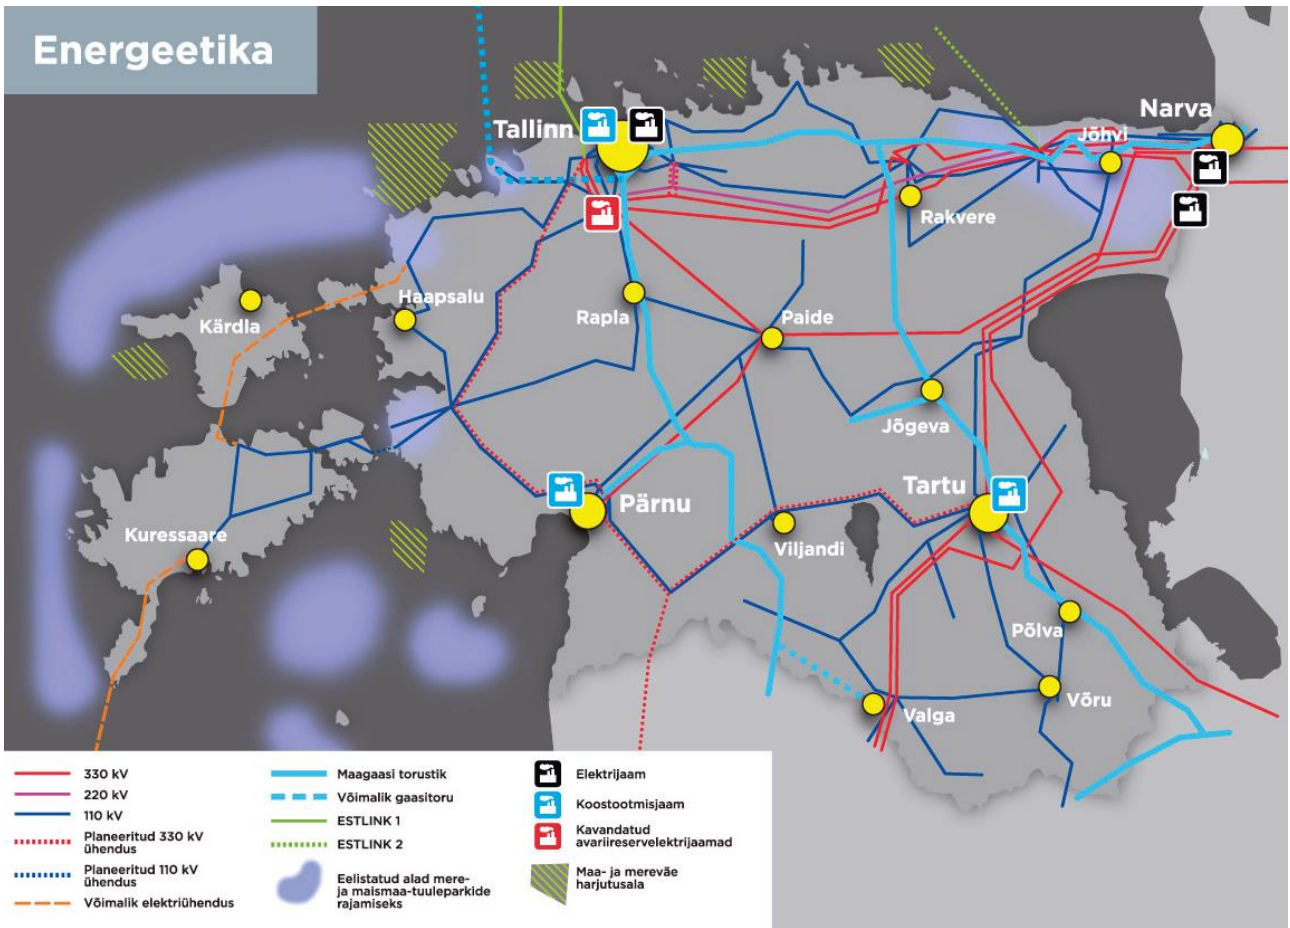 Energeetika
Narva
Tallinn
Jõhvi
Rakvere
Haapsalu
Kärdla
Rapla
Paide
Jõgeva
Tartu
Pärnu
Kuressaare
Viljandi
Põlva
Võru
Valga
330 kV
220 kV
110 kV
Planeeritud 330 kV
ühendus
Planeeritud 110 kV
ühendus
Võimalik elektriühendus
Maagaasi torustik
Võimalik gaasitoru
ESTLINK 1
ESTLINK 2
Eelistatud alad mere-
ja maismaa-tuuleparkide
rajamiseks
Elektrijaam
Koostootmisjaam
Kavandatud
avariireservelektrijaamad
Maa- ja mereväe
harjutusala